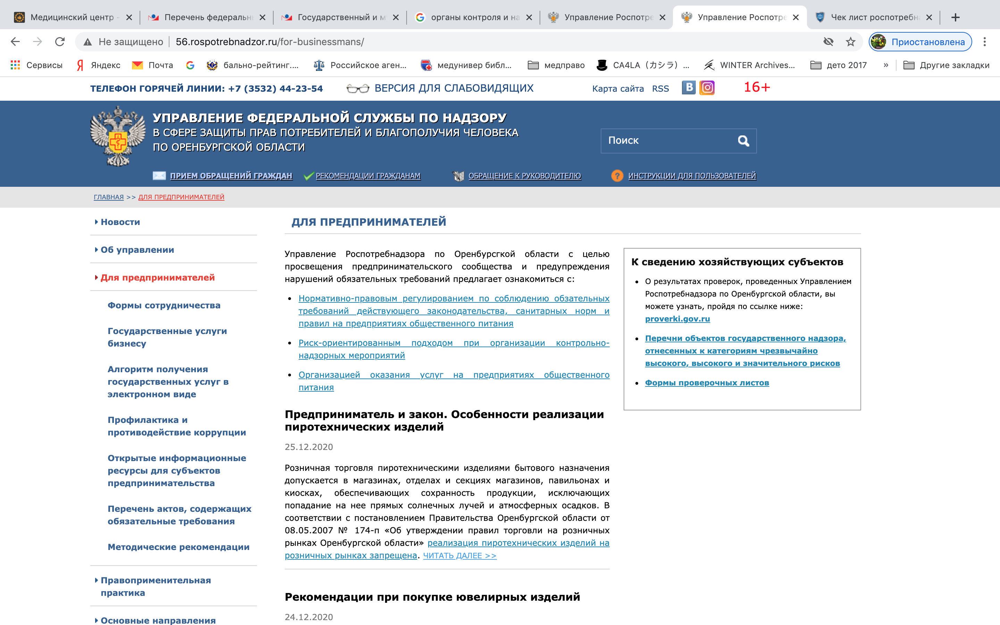 Медицинский центр -
Перечень федеральн
Государственный и м
органы контроля и на
Управление Роспотре
Управление Роспотре
Чек лист роспотребна
Не защищено
56.rospotrebnadzor.ru/for-businessmans/
Приостановлена
Сервисы
Яндекс
Почта
бально-рейтинг....
Российское аген...
медунивер библ...
медправо
CA4LA（カシラ）...
WINTER Archives...
дето 2017
»
Другие закладки
ТЕЛЕФОН ГОРЯЧЕЙ ЛИНИИ: +7 (3532) 44-23-54
ВЕРСИЯ ДЛЯ СЛАБОВИДЯЩИХ
Карта сайта
RSS
16+
УПРАВЛЕНИЕ ФЕДЕРАЛЬНОЙ СЛУЖБЫ ПО НАДЗОРУ
В СФЕРЕ ЗАЩИТЫ ПРАВ ПОТРЕБИТЕЛЕЙ И БЛАГОПОЛУЧИЯ ЧЕЛОВЕКА
ПО ОРЕНБУРГСКОЙ ОБЛАСТИ
Поиск
ПРИЕМ ОБРАЩЕНИЙ ГРАЖДАН
РЕКОМЕНДАЦИИ ГРАЖДАНАМ
ОБРАЩЕНИЕ К РУКОВОДИТЕЛЮ
ИНСТРУКЦИИ ДЛЯ ПОЛЬЗОВАТЕЛЕЙ
ГЛАВНАЯ >> ДЛЯ ПРЕДПРИНИМАТЕЛЕЙ
Новости
Об управлении
Для предпринимателей
Формы сотрудничества
Государственные услуги
бизнесу
Алгоритм получения
государственных услуг в
электронном виде
Профилактика и
противодействие коррупции
Открытые информационные
ресурсы для субъектов
предпринимательства
Перечень актов, содержащих
обязательные требования
Методические рекомендации
Правоприменительная
практика
Основные направления
ДЛЯ ПРЕДПРИНИМАТЕЛЕЙ
Управление Роспотребнадзора по Оренбурсгкой области с целью
просвещения предпринимательского сообщества и предупреждения
нарушений обязательных требований предлагает ознакомиться с:
• Нормативно-правовым регулированием по соблюдению обзательных
требований действующего законодательства, санитарных норм и
правил на предприятиях общественного питания
• Риск-ориентированным подходом при организации контрольно-
надзорных мероприятий
• Организацией оказания услуг на предприятиях общественного
питания
Предприниматель и закон. Особенности реализации
пиротехнических изделий
25.12.2020
Розничная торговля пиротехническими изделиями бытового назначения
допускается в магазинах, отделах и секциях магазинов, павильонах и
киосках, обеспечивающих сохранность продукции, исключающих
попадание на нее прямых солнечных лучей и атмосферных осадков. В
соответствии с постановлением Правительства Оренбургской области от
08.05.2007 № 174-п «Об утверждении правил торговли на розничных
рынках Оренбургской области» реализация пиротехнических изделий на
розничных рынках запрещена. ЧИТАТЬ ДАЛЕЕ >>
Рекомендации при покупке ювелирных изделий
24.12.2020
К сведению хозяйствующих субъектов
• О результатах проверок, проведенных Управлением
Роспотребнадзора по Оренбургской области, вы
можете узнать, пройдя по ссылке ниже:
proverki.gov.ru
• Перечни объектов государственного надзора,
отнесенных к категориям чрезвычайно
высокого, высокого и значительного рисков
• Формы проверочных листов